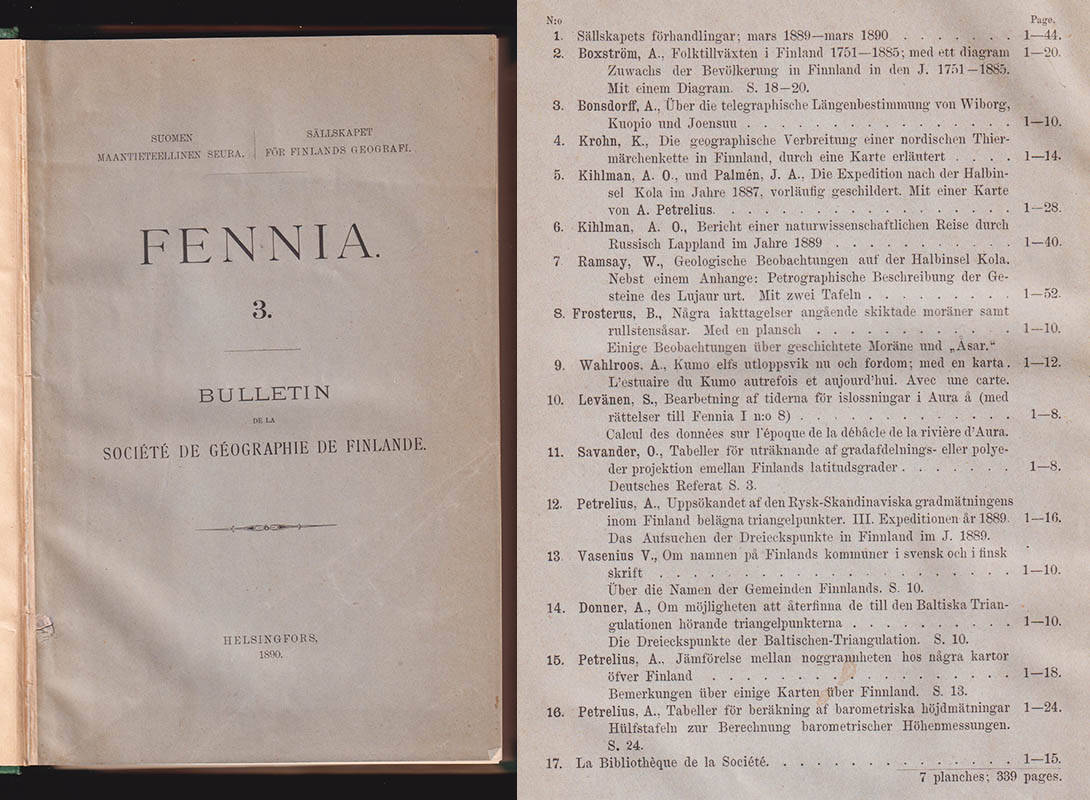 SUOMEN
MAANTIETEELLINEN SEURA.
SÄLLSKAPET
FÖR FINLANDS GEOGRAFI.
FENNIA.
3.
BULLETIN
DE LA
SOCIÉTÉ DE GÉOGRAPHIE DE FINLANDE.
HELSINGFORS,
1890.
N:o Page.
1. Sällskapets förhandlingar; mars 1889—mars 1890 . . . . . . . 1—44.
2. Boxström, A., Folktillväxten i Finland 1751—1885; med ett diagram 1—20.
Zuwachs der Bevölkerung in Finnland in den J. 1751—1885.
Mit einem Diagram. S. 18—20.
3. Bonsdorff, A., Über die telegraphische Längenbestimmung von Wiborg,
Kuopio und Joensuu . . . . . . . . . . . . . . . . 1—10.
4. Krohn, K., Die geographische Verbreitung einer nordischen Thier-
märchenkette in Finnland, durch eine Karte erläutert . . . . 1—14.
5. Kihlman, A. O., und Palmén, J. A., Die Expedition nach der Halbin-
sel Kola im Jahre 1887, vorläufig geschildert. Mit einer Karte
von A. Petrelius. . . . . . . . . . . . . . . . . . 1—28.
6. Kihlman, A. O., Bericht einer naturwissenschaftlichen Reise durch
Russisch Lappland im Jahre 1889 . . . . . . . . . . . 1—40.
7 Ramsay, W., Geologische Beobachtungen auf der Halbinsel Kola.
Nebst einem Anhange: Petrographische Beschreibung der Ge-
steine des Lujaur urt. Mit zwei Tafeln . . . . . . . . . 1—52.
8. Frosterus, B., Några iakttagelser angående skiktade moräner samt
rullstensåsar. Med en plansch . . . . . . . . . . . . 1—10.
Einige Beobachtungen über geschichtete Moräne und „Åsar."
9. Wahlroos, A., Kumo elfs utloppsvik nu och fordom; med en karta. 1—12.
L'estuaire du Kumo autrefois et aujourd'hui. Avec une carte.
10. Levänen, S., Bearbetning af tiderna för islossningar i Aura å (med
rättelser till Fennia I n:o 8) . . . . . . . . . . . . . 1—8.
Calcul des données sur l'époque de la débâcle de la rivière d'Aura.
11. Savander, O., Tabeller för uträknande af gradafdelnings- eller polye-
der projektion emellan Finlands latitudsgrader . . . . . . . 1—8.
Deutsches Referat S. 3.
12. Petrelius, A., Uppsökandet af den Rysk-Skandinaviska gradmätningens
inom Finland belägna triangelpunkter. III. Expeditionen år 1889. 1—16.
Das Aufsuchen der Dreieckspunkte in Finnland im J. 1889.
13 Vasenius V., Om namnen på Finlands kommuner i svensk och i finsk
skrift . . . . . . . . . . . . . . . . . . . . . 1—10.
Über die Namen der Gemeinden Finnlands. S. 10.
14. Donner, A., Om möjligheten att återfinna de till den Baltiska Trian-
gulationen hörande triangelpunkterna . . . . . . . . . . 1—10.
Die Dreieckspunkte der Baltischen-Triangulation. S. 10.
15. Petrelius, A.. Jämförelse mellan noggrannheten hos några kartor
öfver Finland . . . . . . . . . . . . . . . . . . 1—18.
Bemerkungen über einige Karten über Finnland. S. 13.
16. Petrelius, A., Tabeller för beräkning af barometriska höjdmätningar 1—24.
Hülfstafeln zur Berechnung barometrischer Höhenmessungen.
S. 24.
17. La Bibliothèque de la Société. . . . . . . . . . . . . . 1—15.
7 planches; 339 pages.